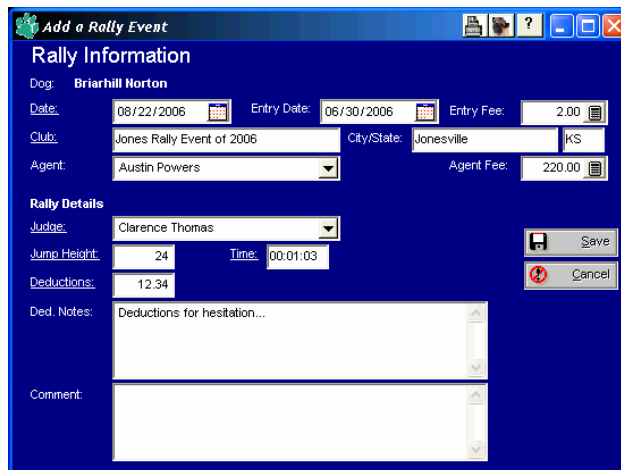 Add a Rally Event ?
Rally Information
Dog: Briarhill Norton
Date: 08/22/2006 Entry Date: 06/30/2006 Entry Fee: 2.00
Club: Jones Rally Event of 2006 City/State: Jonesville KS
Agent: Austin Powers Agent Fee: 220.00
Rally Details
Judge: Clarence Thomas
Jump Height: 24 Time: 00:01:03
Save
Deductions: 12.34
Cancel
Ded. Notes: Deductions for hesitation...
Comment: